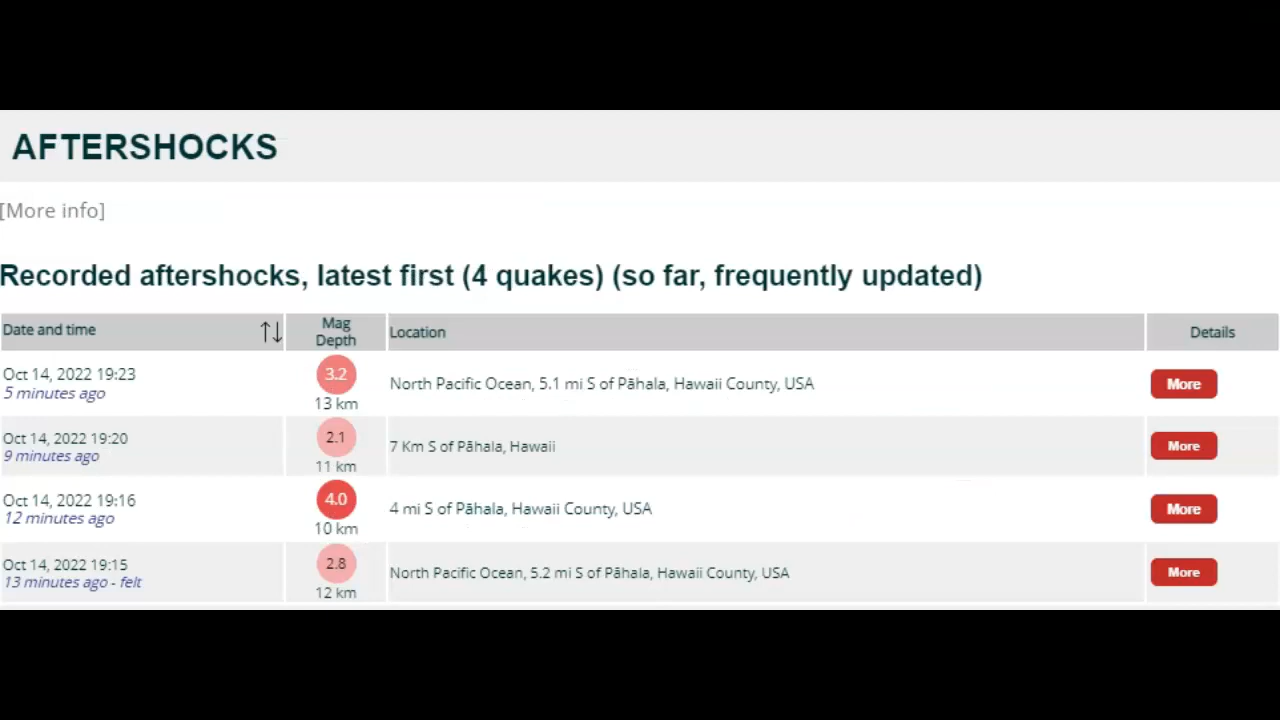 AFTERSHOCKS
[More info]
Recorded aftershocks, latest first (4 quakes) (so far, frequently updated)
Date and time ↑↓ Mag Depth Location Details
Oct 14, 2022 19:23
5 minutes ago
3.2
13 km
North Pacific Ocean, 5.1 mi S of Pāhala, Hawaii County, USA
More
Oct 14, 2022 19:20
9 minutes ago
2.1
11 km
7 Km S of Pāhala, Hawaii
More
Oct 14, 2022 19:16
12 minutes ago
4.0
10 km
4 mi S of Pāhala, Hawaii County, USA
More
Oct 14, 2022 19:15
13 minutes ago - felt
2.8
12 km
North Pacific Ocean, 5.2 mi S of Pāhala, Hawaii County, USA
More